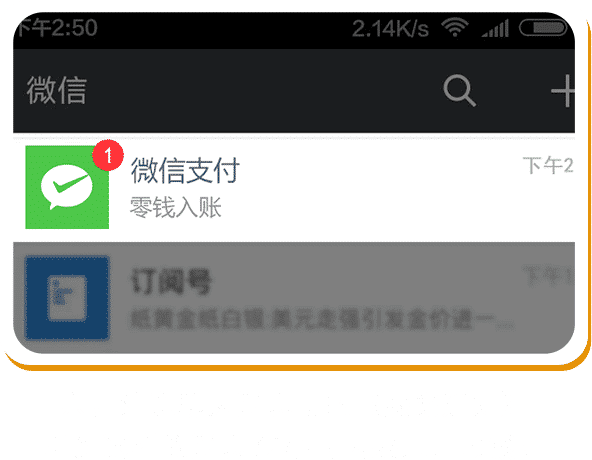 下午2:50 2.14K/s
微信
1
微信支付 下午2
零钱入账
订阅号 下午1
纸黄金纸白银:美元走强引发金价进一...